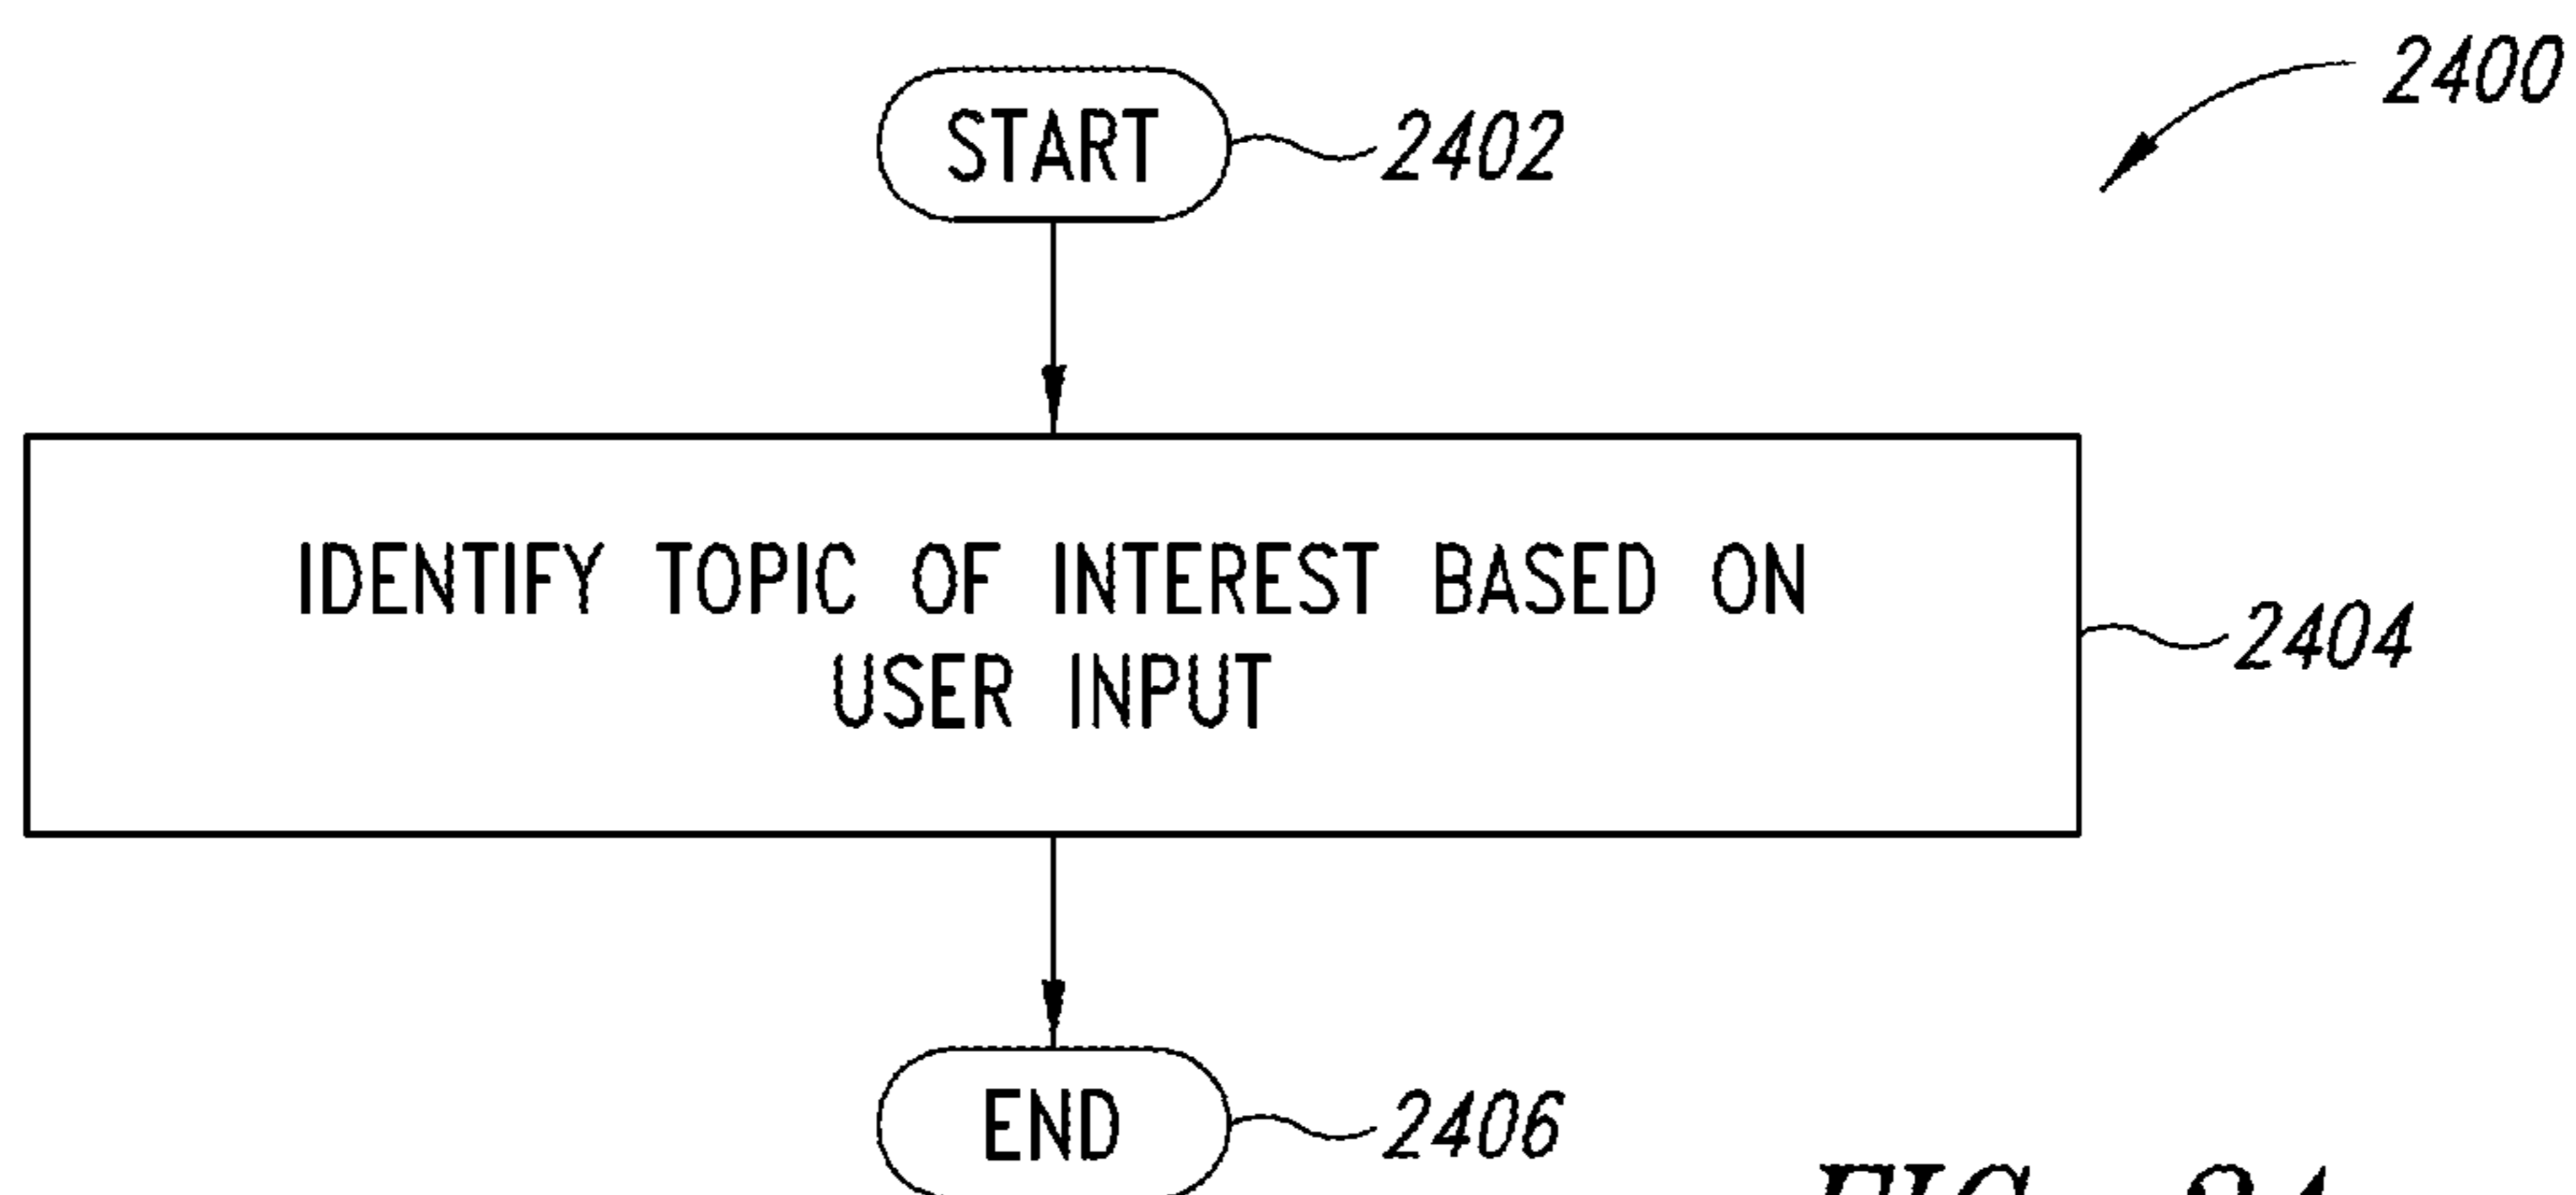 2400
START
2402
IDENTIFY TOPIC OF INTEREST BASED ON
USER INPUT
2404
END
2406